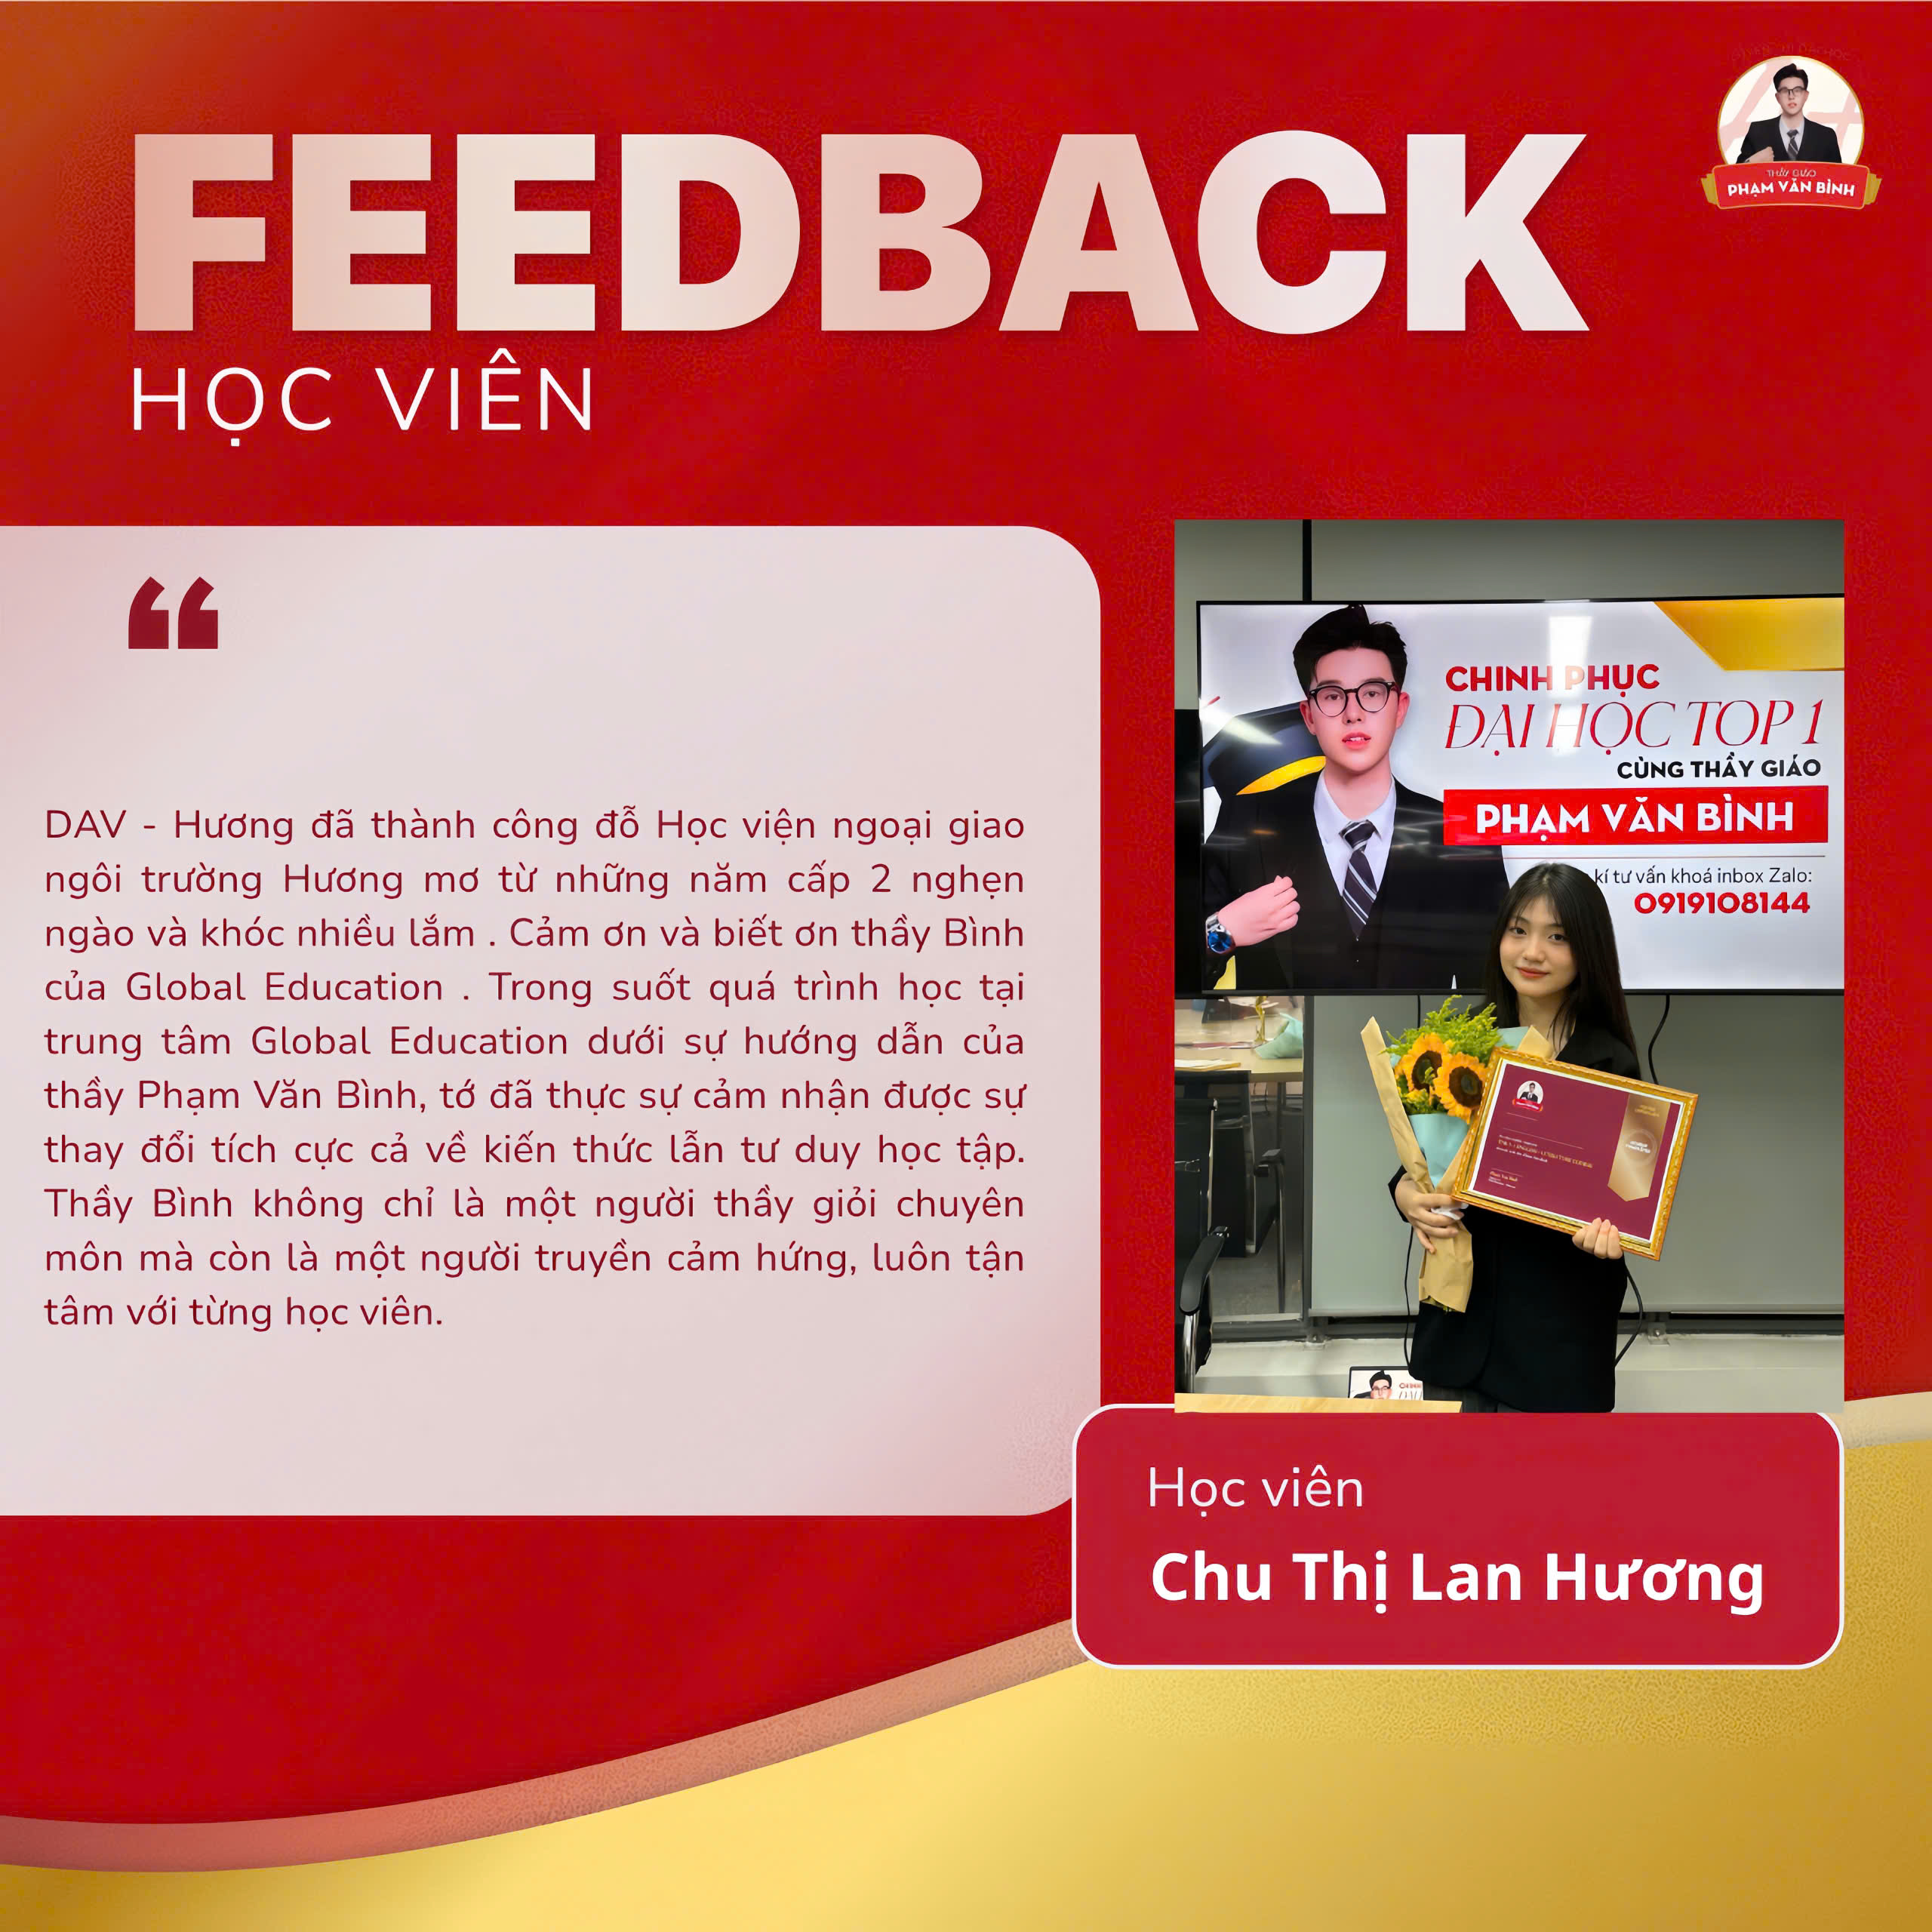 FEEDBACK
HỌC VIÊN
THẦY GIÁO
PHẠM VĂN BÌNH
“
DAV - Hương đã thành công đỗ Học viện ngoại giao
ngôi trường Hương mơ từ những năm cấp 2 nghẹn
ngào và khóc nhiều lắm . Cảm ơn và biết ơn thầy Bình
của Global Education . Trong suốt quá trình học tại
trung tâm Global Education dưới sự hướng dẫn của
thầy Phạm Văn Bình, tớ đã thực sự cảm nhận được sự
thay đổi tích cực cả về kiến thức lẫn tư duy học tập.
Thầy Bình không chỉ là một người thầy giỏi chuyên
môn mà còn là một người truyền cảm hứng, luôn tận
tâm với từng học viên.
CHINH PHỤC
ĐẠI HỌC TOP 1
CÙNG THẦY GIÁO
PHẠM VĂN BÌNH
kí tư vấn khoá inbox Zalo:
0919108144
Học viên
Chu Thị Lan Hương